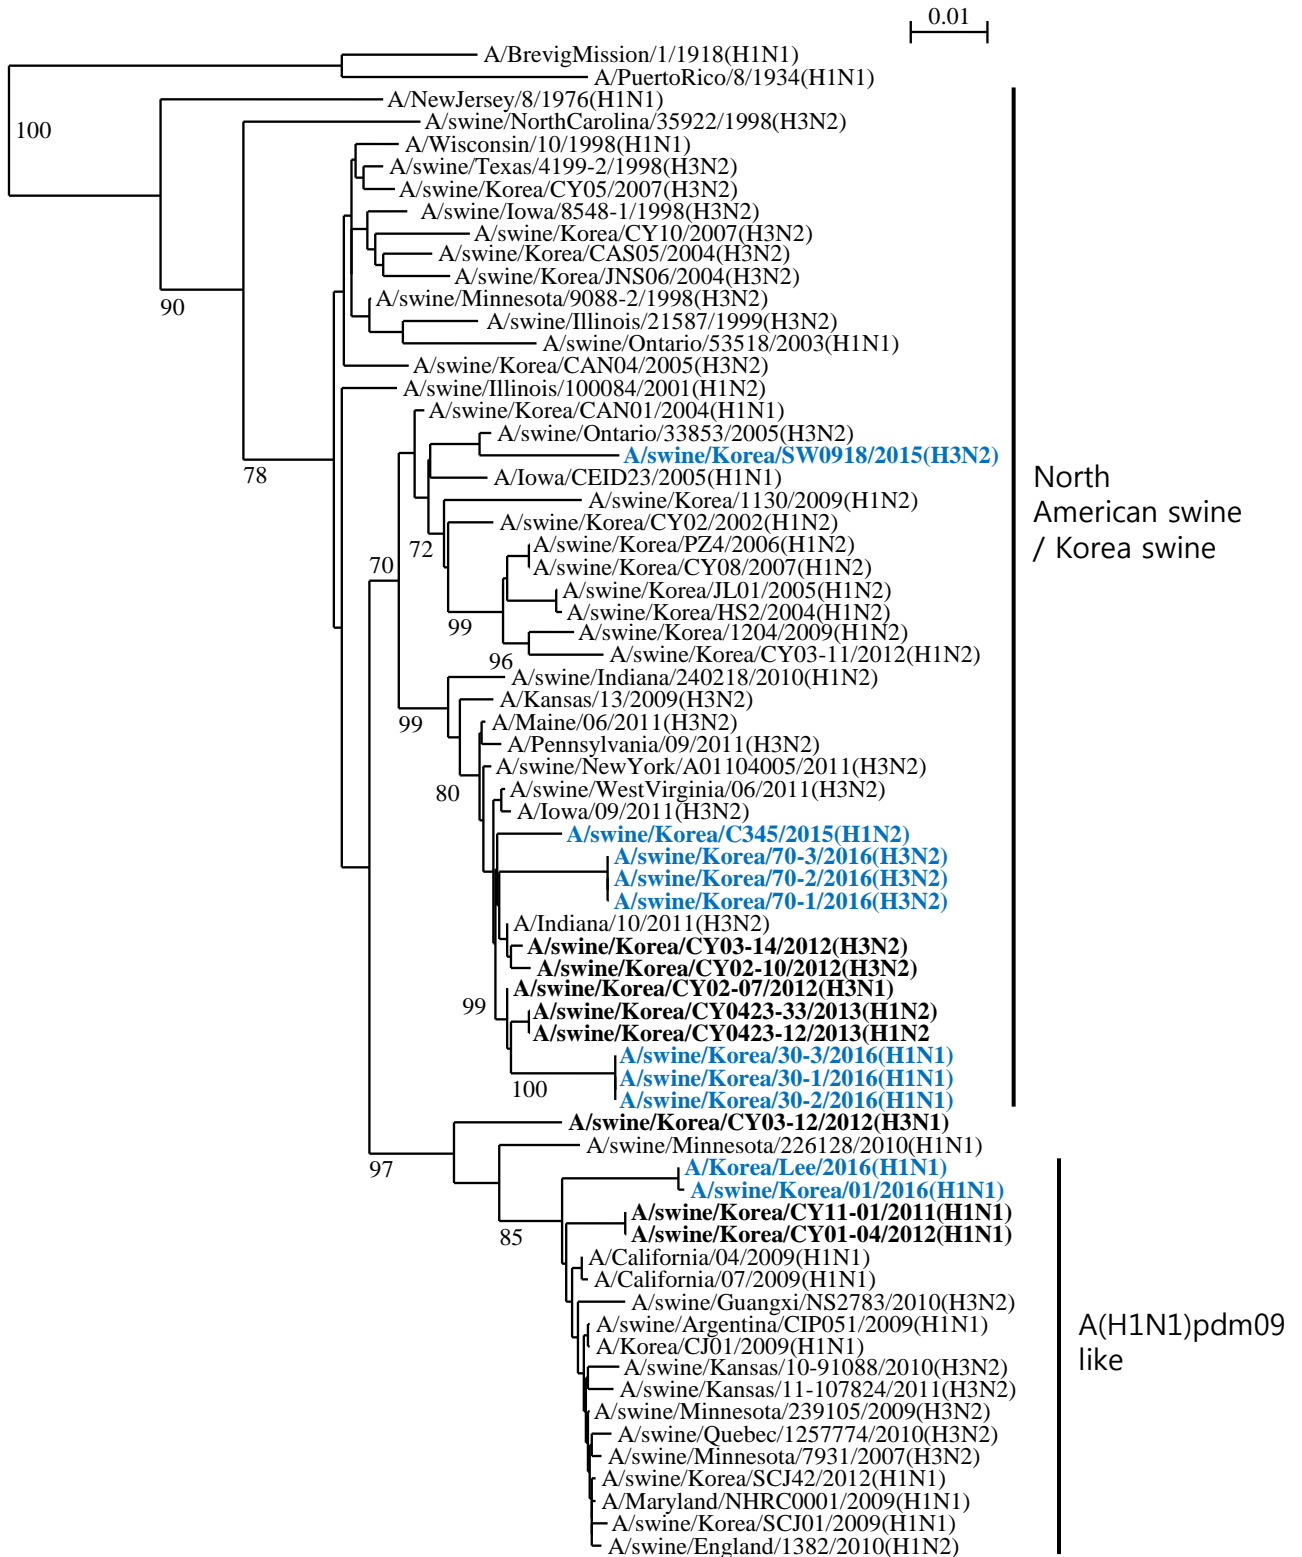 0.01
A/BrevigMission/1/1918(H1N1)
A/PuertoRico/8/1934(H1N1)
A/NewJersey/8/1976(H1N1)
100
A/swine/NorthCarolina/35922/1998(H3N2)
A/Wisconsin/10/1998(H1N1)
A/swine/Texas/4199-2/1998(H3N2)
A/swine/Korea/CY05/2007(H3N2)
A/swine/Iowa/8548-1/1998(H3N2)
A/swine/Korea/CY10/2007(H3N2)
A/swine/Korea/CAS05/2004(H3N2)
A/swine/Korea/JNS06/2004(H3N2)
A/swine/Minnesota/9088-2/1998(H3N2)
90
A/swine/Illinois/21587/1999(H3N2)
A/swine/Ontario/53518/2003(H1N1)
A/swine/Korea/CAN04/2005(H3N2)
A/swine/Illinois/100084/2001(H1N2)
A/swine/Korea/CAN01/2004(H1N1)
A/swine/Ontario/33853/2005(H3N2)
A/swine/Korea/SW0918/2015(H3N2)
78
A/Iowa/CEID23/2005(H1N1)
North
American swine
/ Korea swine
A/swine/Korea/1130/2009(H1N2)
A/swine/Korea/CY02/2002(H1N2)
72
A/swine/Korea/PZ4/2006(H1N2)
70
A/swine/Korea/CY08/2007(H1N2)
A/swine/Korea/JL01/2005(H1N2)
A/swine/Korea/HS2/2004(H1N2)
99
A/swine/Korea/1204/2009(H1N2)
A/swine/Korea/CY03-11/2012(H1N2)
96
A/swine/Indiana/240218/2010(H1N2)
A/Kansas/13/2009(H3N2)
99
A/Maine/06/2011(H3N2)
A/Pennsylvania/09/2011(H3N2)
A/swine/NewYork/A01104005/2011(H3N2)
80
A/swine/WestVirginia/06/2011(H3N2)
A/Iowa/09/2011(H3N2)
A/swine/Korea/C345/2015(H1N2)
A/swine/Korea/70-3/2016(H3N2)
A/swine/Korea/70-2/2016(H3N2)
A/swine/Korea/70-1/2016(H3N2)
A/Indiana/10/2011(H3N2)
A/swine/Korea/CY03-14/2012(H3N2)
A/swine/Korea/CY02-10/2012(H3N2)
A/swine/Korea/CY02-07/2012(H3N1)
99
A/swine/Korea/CY0423-33/2013(H1N2)
A/swine/Korea/CY0423-12/2013(H1N2
A/swine/Korea/30-3/2016(H1N1)
A/swine/Korea/30-1/2016(H1N1)
100
A/swine/Korea/30-2/2016(H1N1)
A/swine/Korea/CY03-12/2012(H3N1)
A/swine/Minnesota/226128/2010(H1N1)
97
A/Korea/Lee/2016(H1N1)
A/swine/Korea/01/2016(H1N1)
A/swine/Korea/CY11-01/2011(H1N1)
A/swine/Korea/CY01-04/2012(H1N1)
85
A/California/04/2009(H1N1)
A/California/07/2009(H1N1)
A/swine/Guangxi/NS2783/2010(H3N2)
A/swine/Argentina/CIP051/2009(H1N1)
A(H1N1)pdm09
like
A/Korea/CJ01/2009(H1N1)
A/swine/Kansas/10-91088/2010(H3N2)
A/swine/Kansas/11-107824/2011(H3N2)
A/swine/Minnesota/239105/2009(H3N2)
A/swine/Quebec/1257774/2010(H3N2)
A/swine/Minnesota/7931/2007(H3N2)
A/swine/Korea/SCJ42/2012(H1N1)
A/Maryland/NHRC0001/2009(H1N1)
A/swine/Korea/SCJ01/2009(H1N1)
A/swine/England/1382/2010(H1N2)